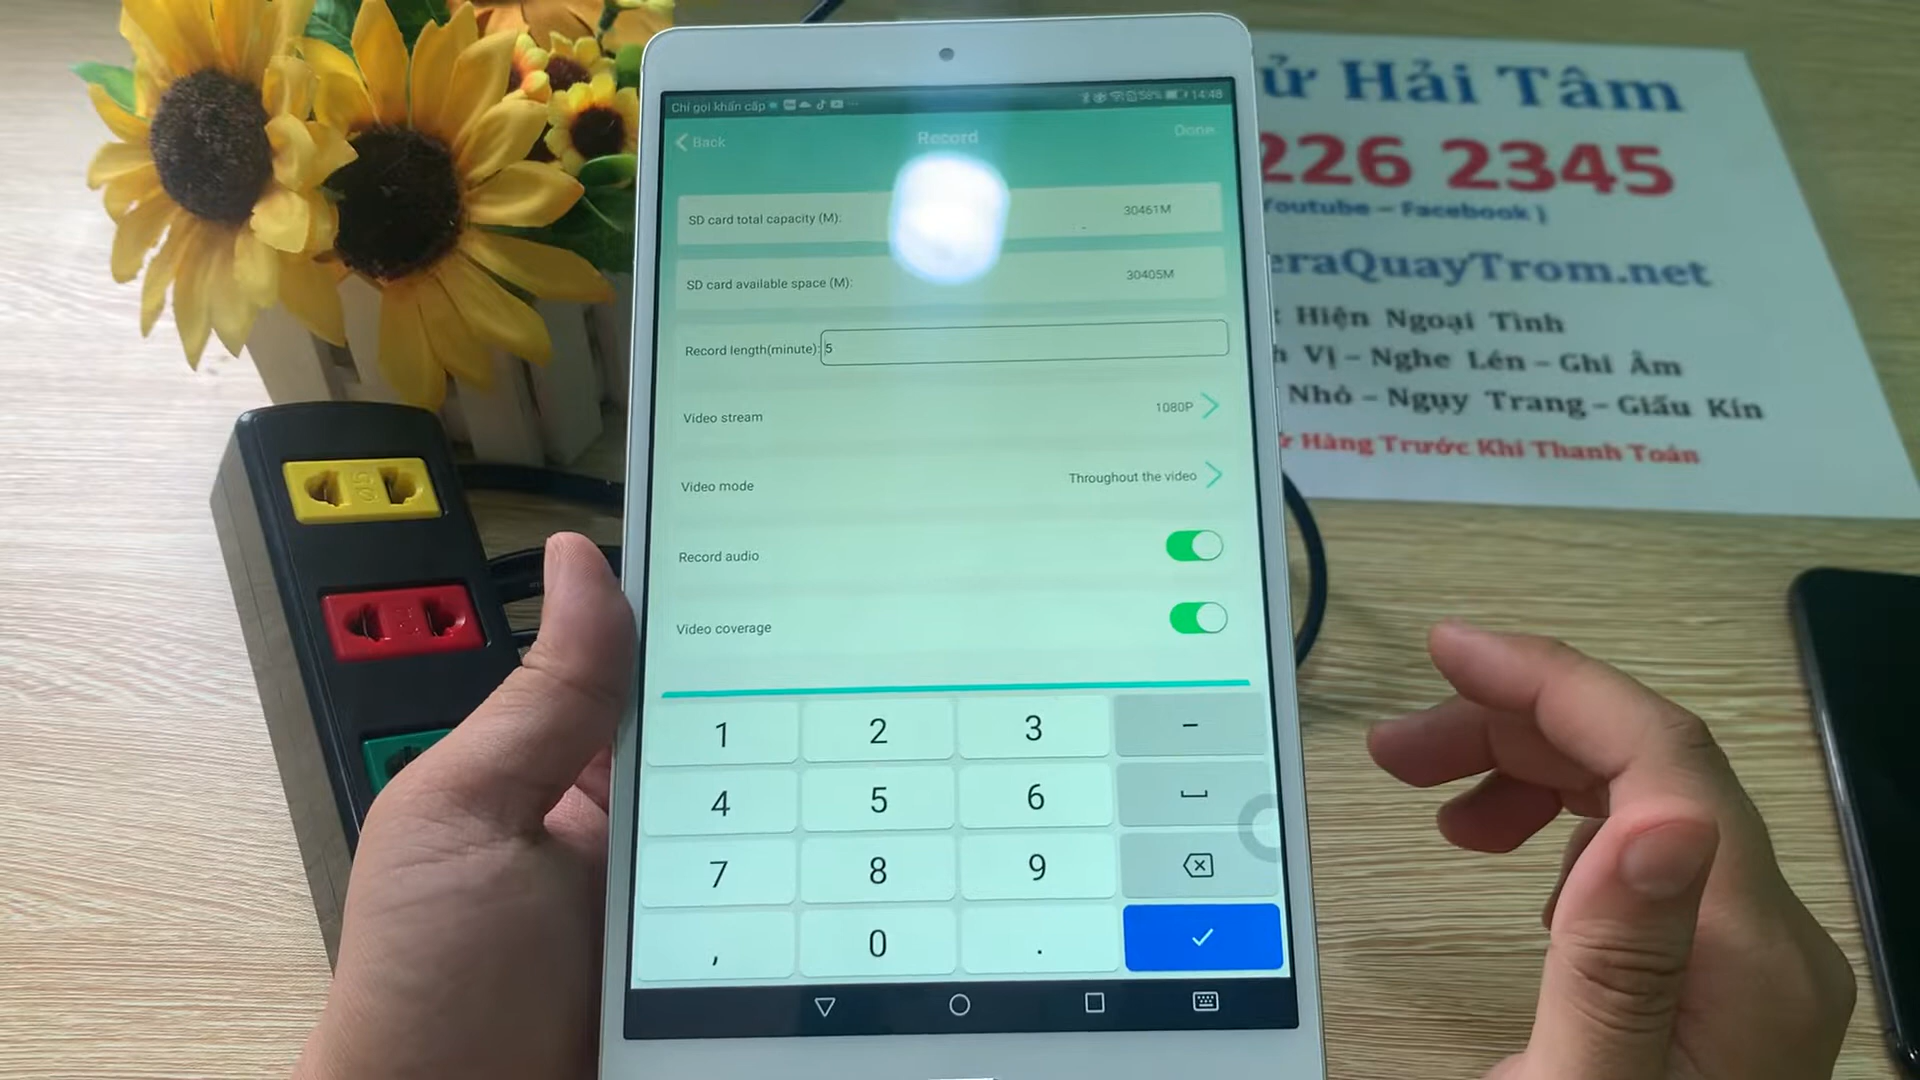 Chỉ gọi khẩn cấp
58%
14:48
Back
Record
Done
SD card total capacity (M):
30461M
SD card available space (M):
30405M
Record length(minute):
5
Video stream
1080P
Video mode
Throughout the video
Record audio
Video coverage
1
2
3
-
4
5
6
7
8
9
,
0
.
ử Hải Tâm
226 2345
Youtube – Facebook )
eraQuayTrom.net
Hiện Ngoại Tình
Vị – Nghe Lén – Ghi Âm
Nhỏ – Ngụy Trang – Giấu Kín
Hàng Trước Khi Thanh Toán